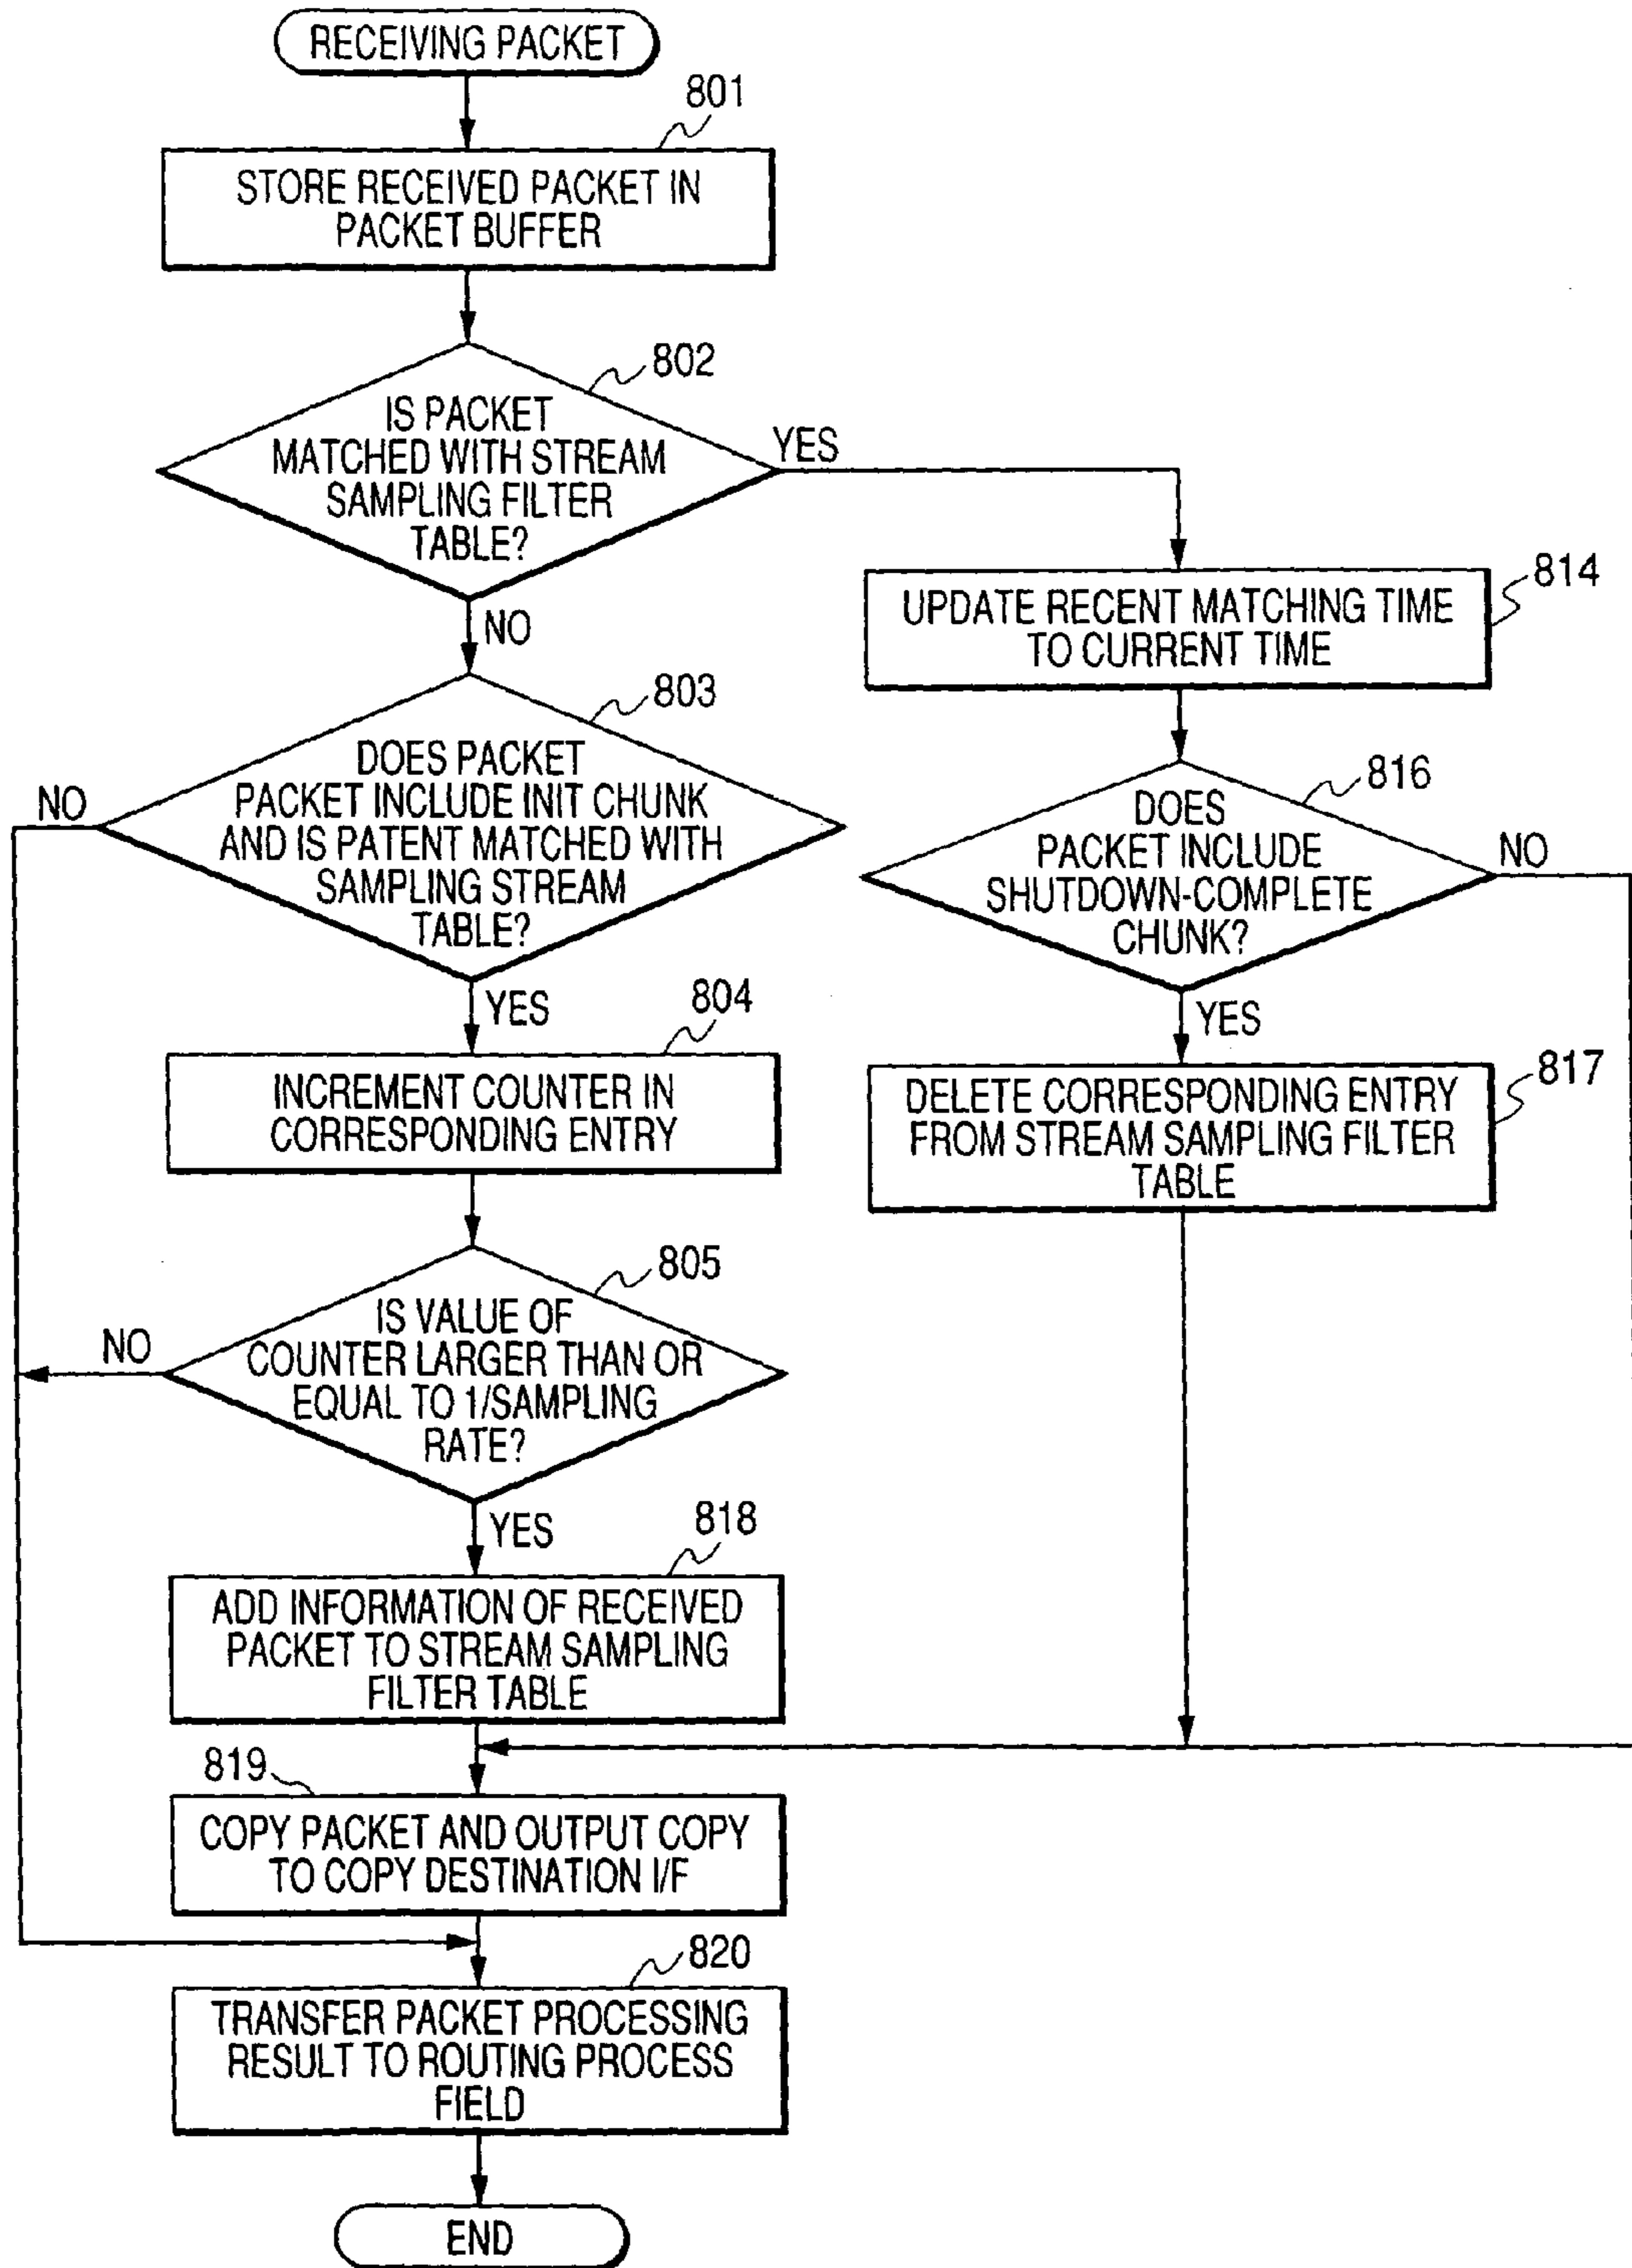 RECEIVING PACKET
801
STORE RECEIVED PACKET IN
PACKET BUFFER
802
IS PACKET
MATCHED WITH STREAM
SAMPLING FILTER
TABLE?
YES
NO
814
UPDATE RECENT MATCHING TIME
TO CURRENT TIME
803
DOES PACKET
PACKET INCLUDE INIT CHUNK
AND IS PATENT MATCHED WITH
SAMPLING STREAM
TABLE?
NO
YES
816
DOES
PACKET INCLUDE
SHUTDOWN-COMPLETE
CHUNK?
NO
YES
804
INCREMENT COUNTER IN
CORRESPONDING ENTRY
817
DELETE CORRESPONDING ENTRY
FROM STREAM SAMPLING FILTER
TABLE
805
IS VALUE OF
COUNTER LARGER THAN OR
EQUAL TO 1/SAMPLING
RATE?
NO
YES
818
ADD INFORMATION OF RECEIVED
PACKET TO STREAM SAMPLING
FILTER TABLE
819
COPY PACKET AND OUTPUT COPY
TO COPY DESTINATION I/F
820
TRANSFER PACKET PROCESSING
RESULT TO ROUTING PROCESS
FIELD
END